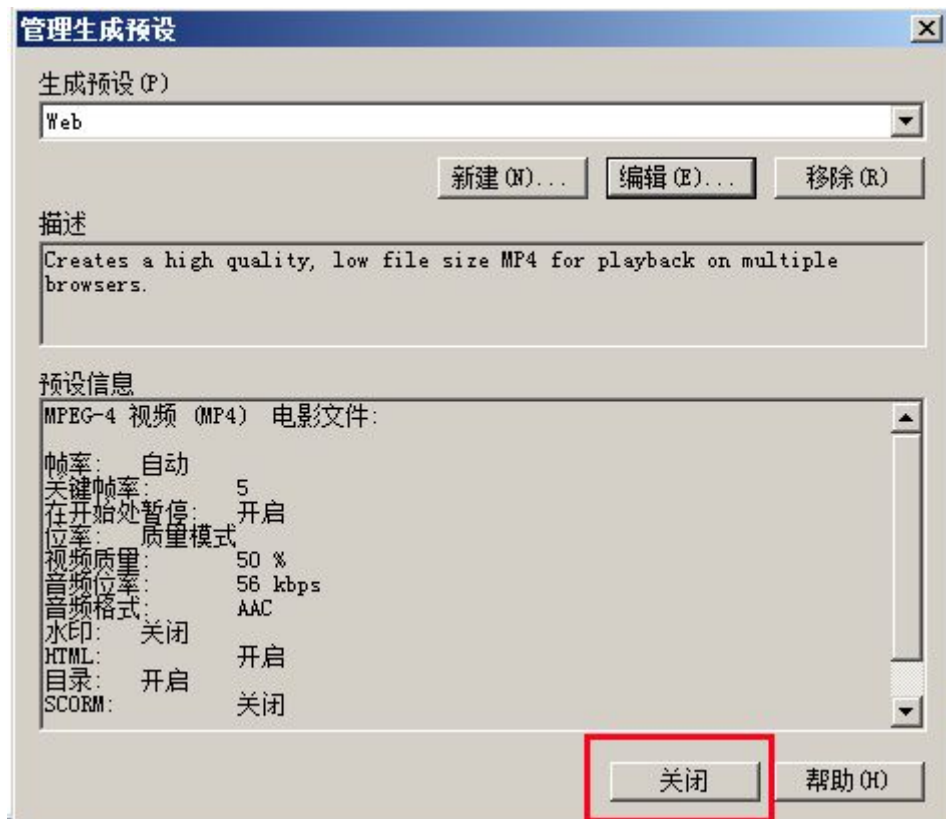 管理生成预设
生成预设(P)
Web
新建(N)... 编辑(E)... 移除(R)
描述
Creates a high quality, low file size MP4 for playback on multiple
browsers.
预设信息
MPEG-4 视频 (MP4) 电影文件:
帧率: 自动
关键帧率: 5
在开始处暂停: 开启
位率: 质量模式
视频质量: 50 %
音频位率: 56 kbps
音频格式: AAC
水印: 关闭
HTML: 开启
目录: 开启
SCORM: 关闭
关闭 帮助(H)